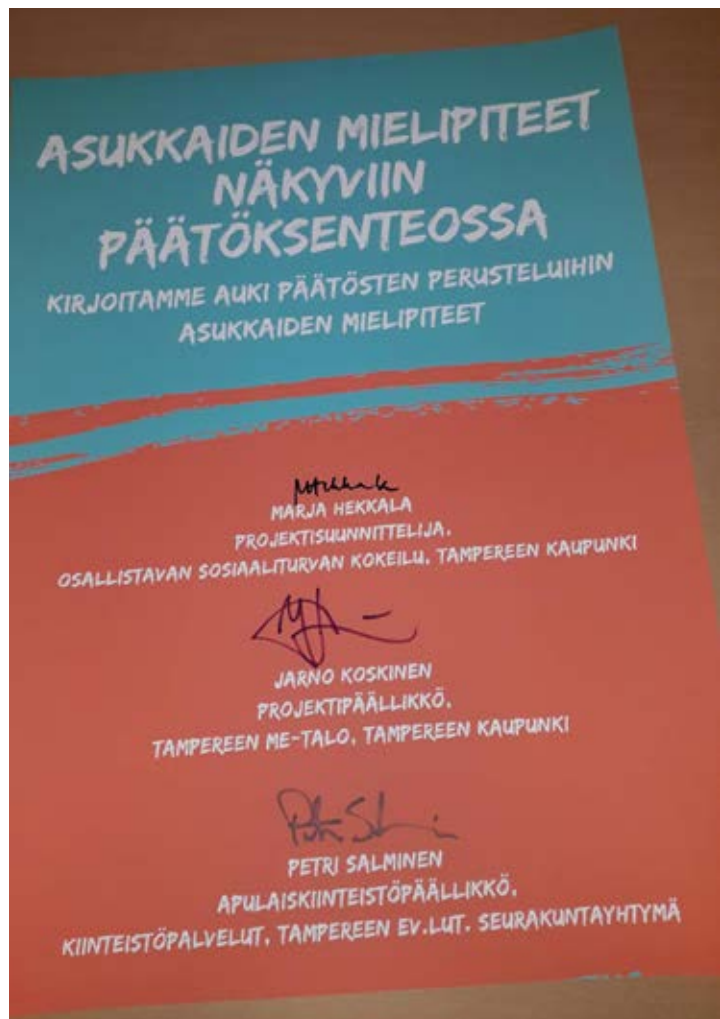 ASUKKAIDEN MIELIPITEET
NÄKYVIIN
PÄÄTÖKSENTEOSSA
KIRJOITAMME AUKI PÄÄTÖSTEN PERUSTELUIHIN
ASUKKAIDEN MIELIPITEET
MARJA HEKKALA
PROJEKTISUUNNITTELIJA,
OSALLISTAVAN SOSIAALITURVAN KOKEILU, TAMPEREEN KAUPUNKI
JARNO KOSKINEN
PROJEKTIPÄÄLLIKKÖ,
TAMPEREEN ME-TALO, TAMPEREEN KAUPUNKI
PETRI SALMINEN
APULAISKIINTEISTÖPÄÄLLIKKÖ,
KIINTEISTÖPALVELUT, TAMPEREEN EV.LUT. SEURAKUNTAYHTYMÄ